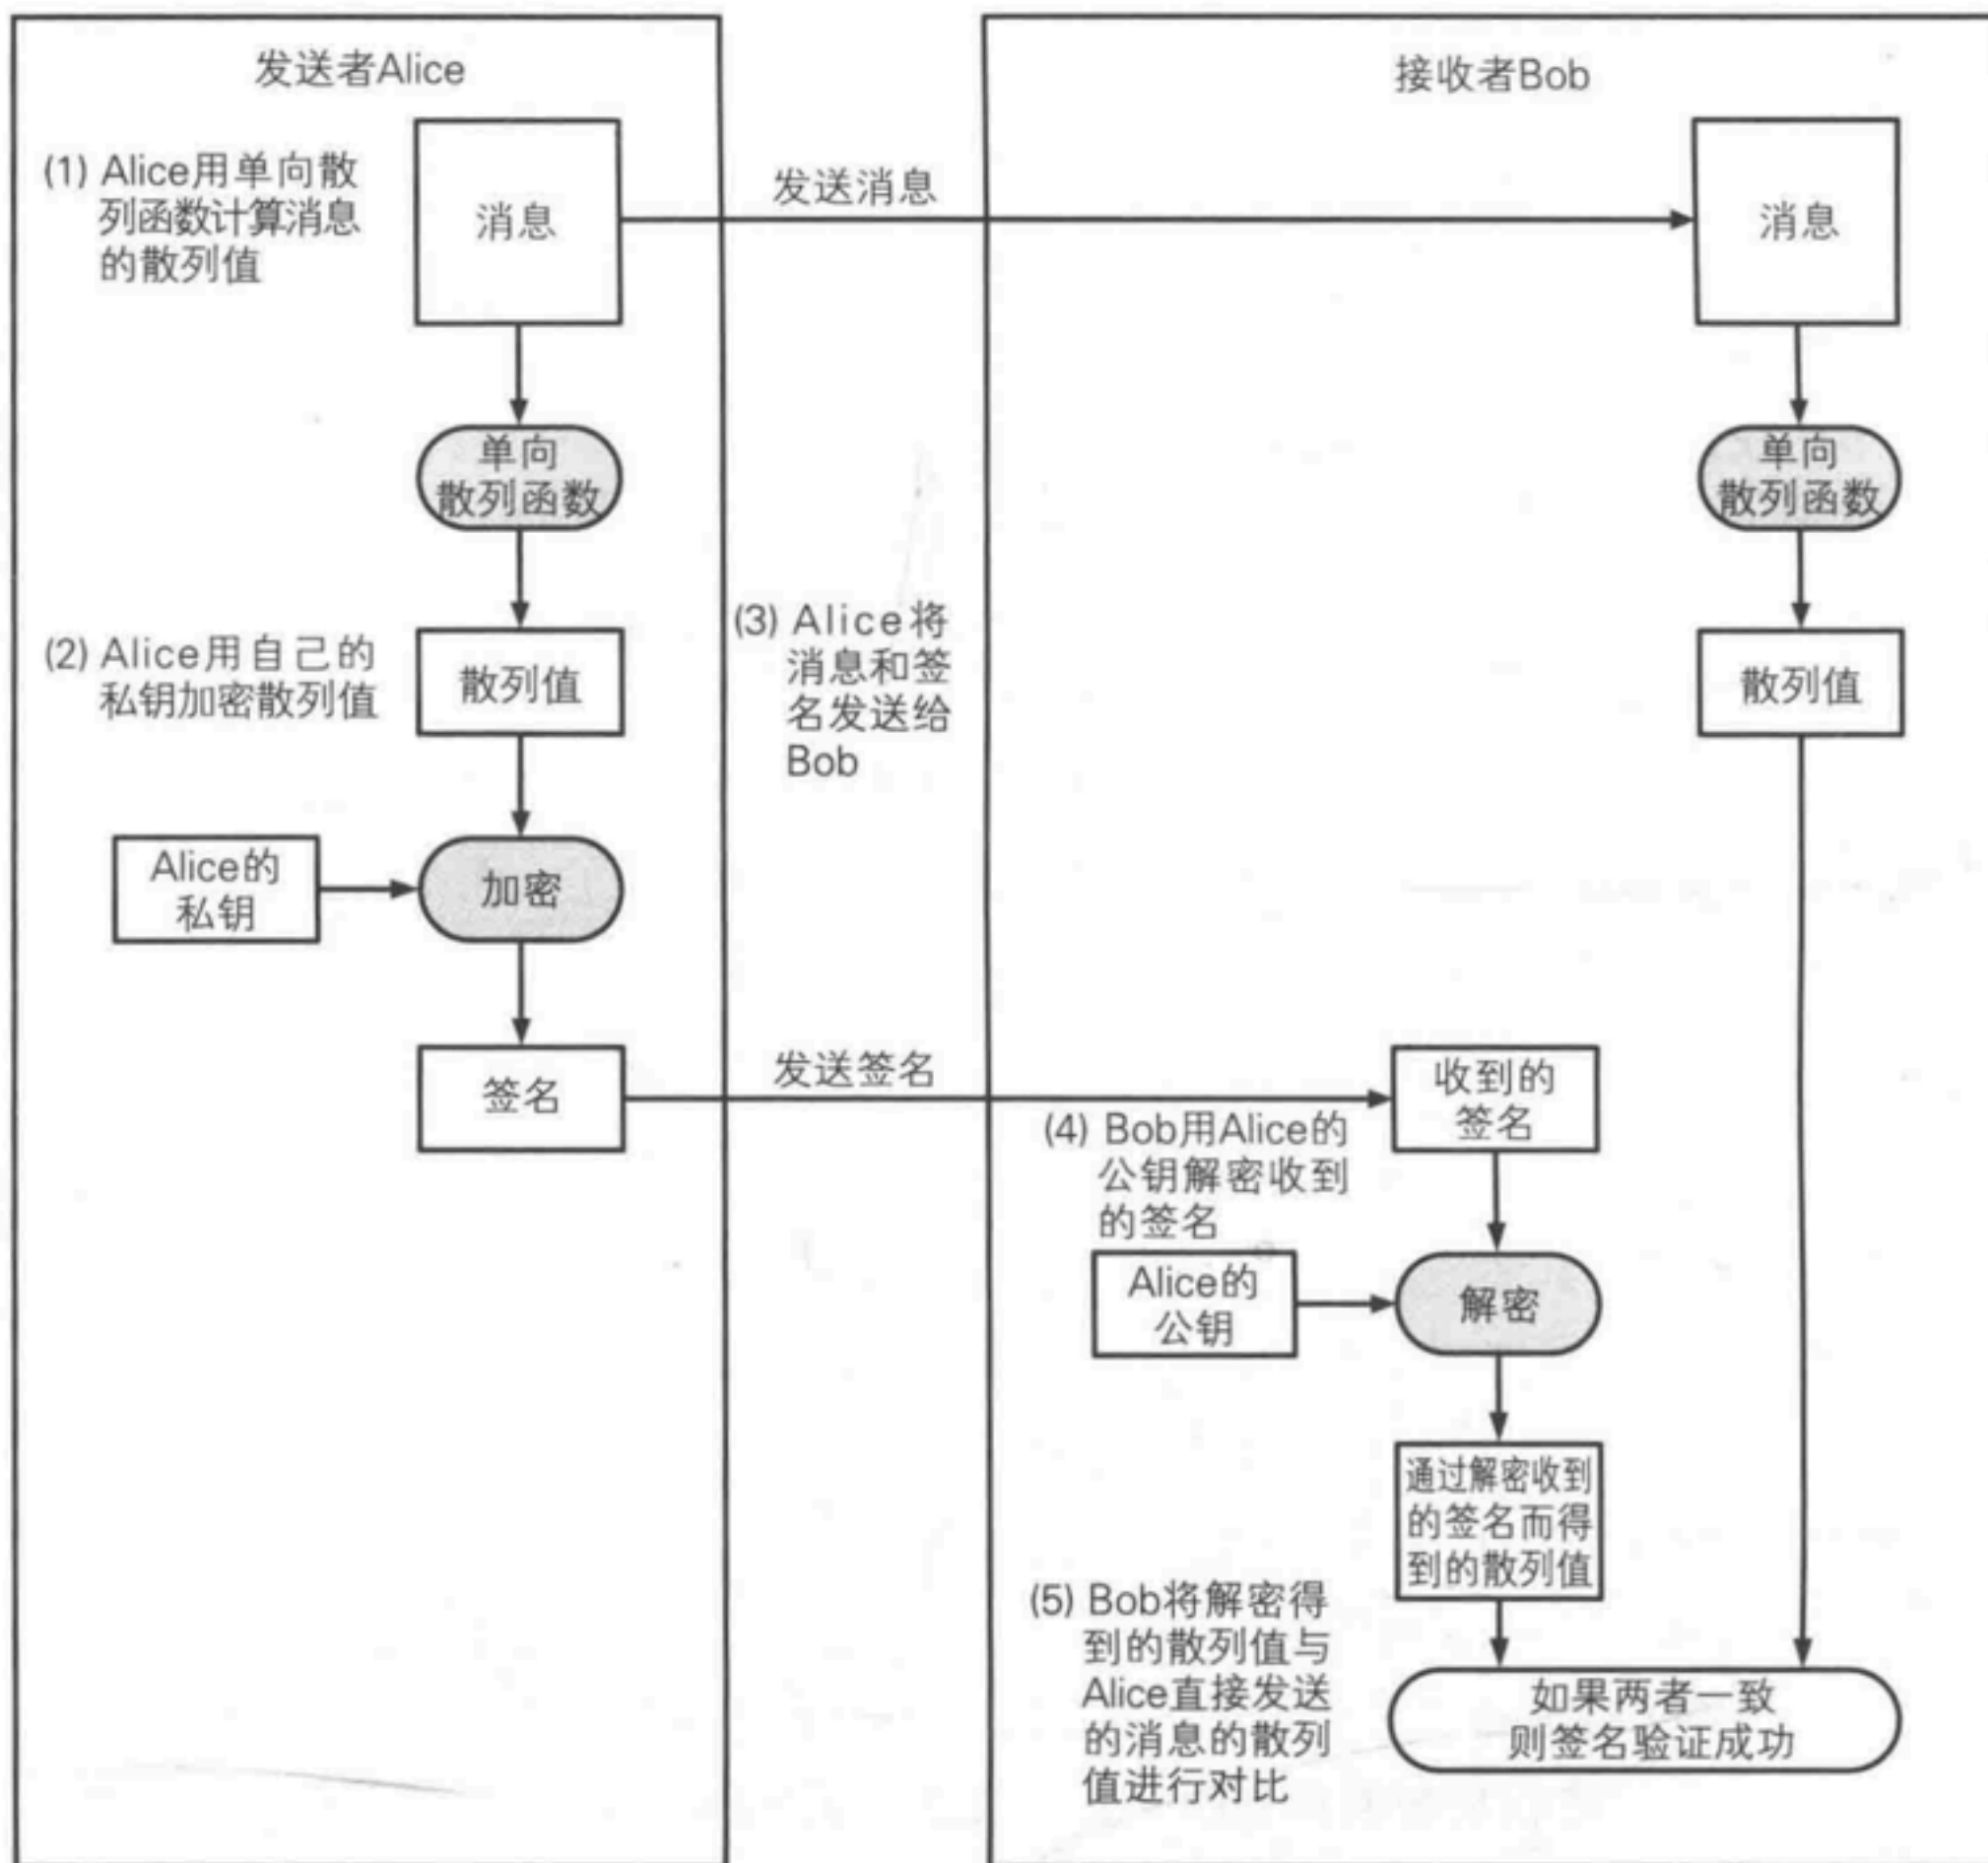 发送者Alice
接收者Bob
(1) Alice用单向散
列函数计算消息
的散列值
消息
发送消息
消息
单向
散列函数
单向
散列函数
(2) Alice用自己的
私钥加密散列值
散列值
(3) Alice将
消息和签
名发送给
Bob
散列值
Alice的
私钥
加密
签名
发送签名
收到的
签名
(4) Bob用Alice的
公钥解密收到
的签名
Alice的
公钥
解密
通过解密收到
的签名而得
到的散列值
(5) Bob将解密得
到的散列值与
Alice直接发送
的消息的散列
值进行对比
如果两者一致
则签名验证成功